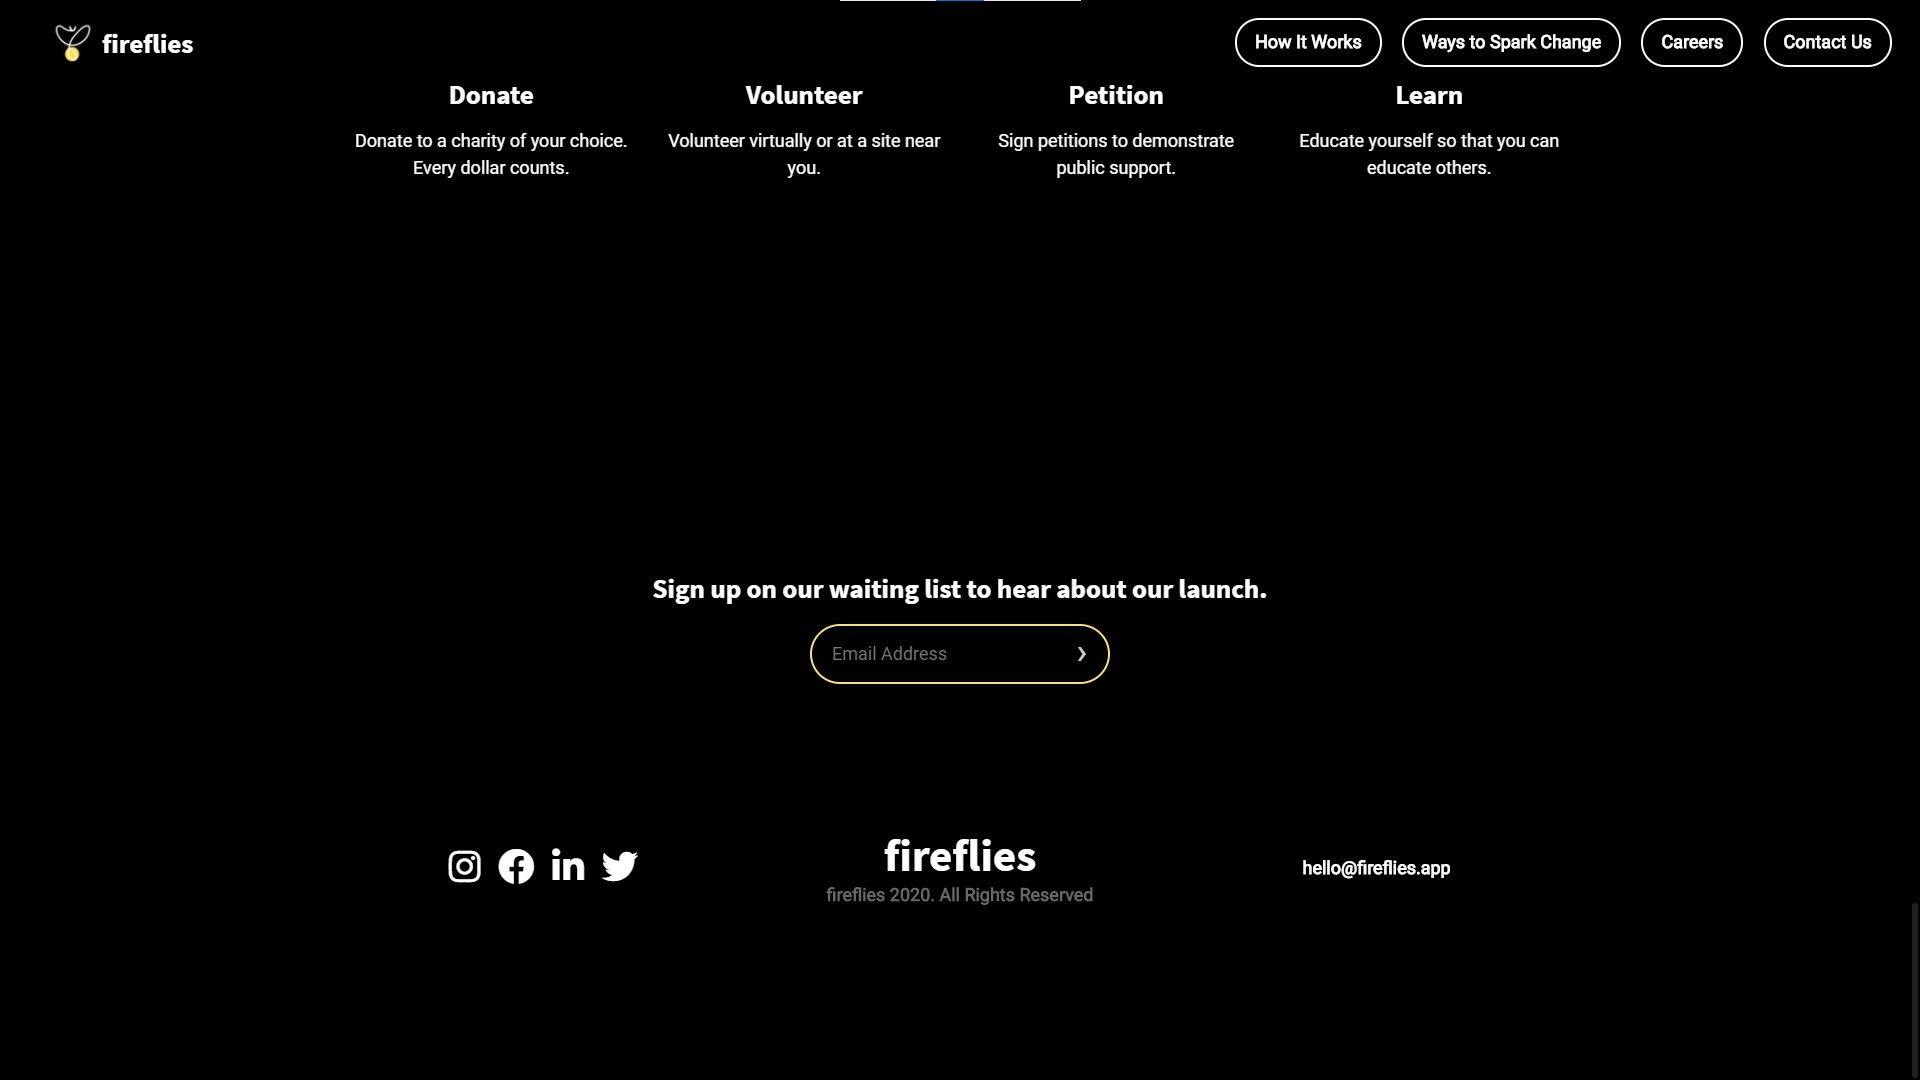 fireflies
How It Works
Ways to Spark Change
Careers
Contact Us
Donate
Donate to a charity of your choice.
Every dollar counts.
Volunteer
Volunteer virtually or at a site near
you.
Petition
Sign petitions to demonstrate
public support.
Learn
Educate yourself so that you can
educate others.
Sign up on our waiting list to hear about our launch.
Email Address
fireflies
fireflies 2020. All Rights Reserved
hello@fireflies.app